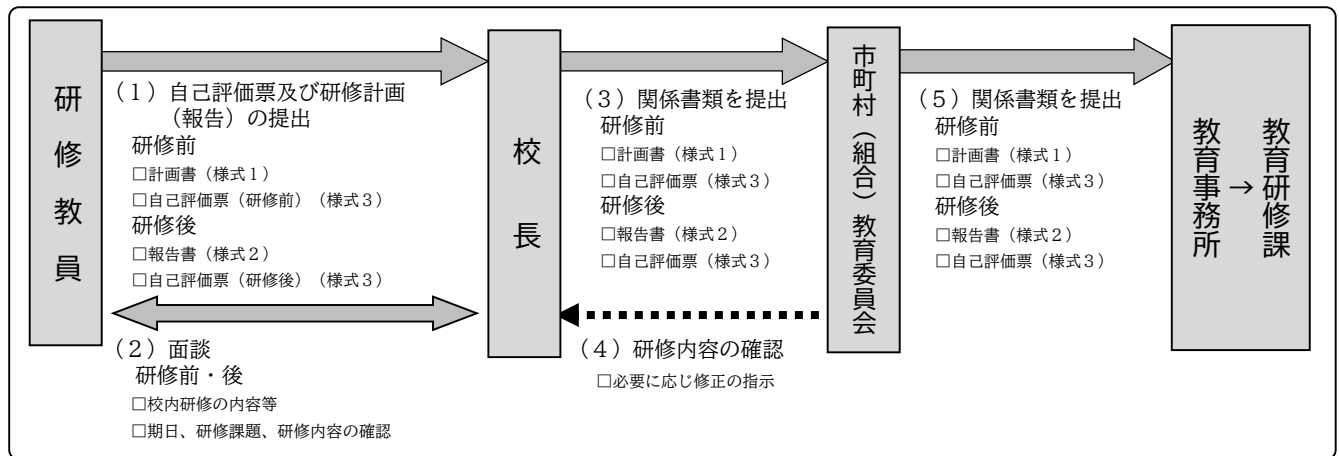 研修教員
（１）自己評価票及び研修計画
（報告）の提出
研修前
□計画書（様式１）
□自己評価票（研修前）（様式３）
研修後
□報告書（様式２）
□自己評価票（研修後）（様式３）
（２）面談
研修前・後
□校内研修の内容等
□期日、研修課題、研修内容の確認
校長
（３）関係書類を提出
研修前
□計画書（様式１）
□自己評価票（様式３）
研修後
□報告書（様式２）
□自己評価票（様式３）
（４）研修内容の確認
□必要に応じ修正の指示
市町村（組合）教育委員会
（５）関係書類を提出
研修前
□計画書（様式１）
□自己評価票（様式３）
研修後
□報告書（様式２）
□自己評価票（様式３）
教育事務所
→
教育研修課